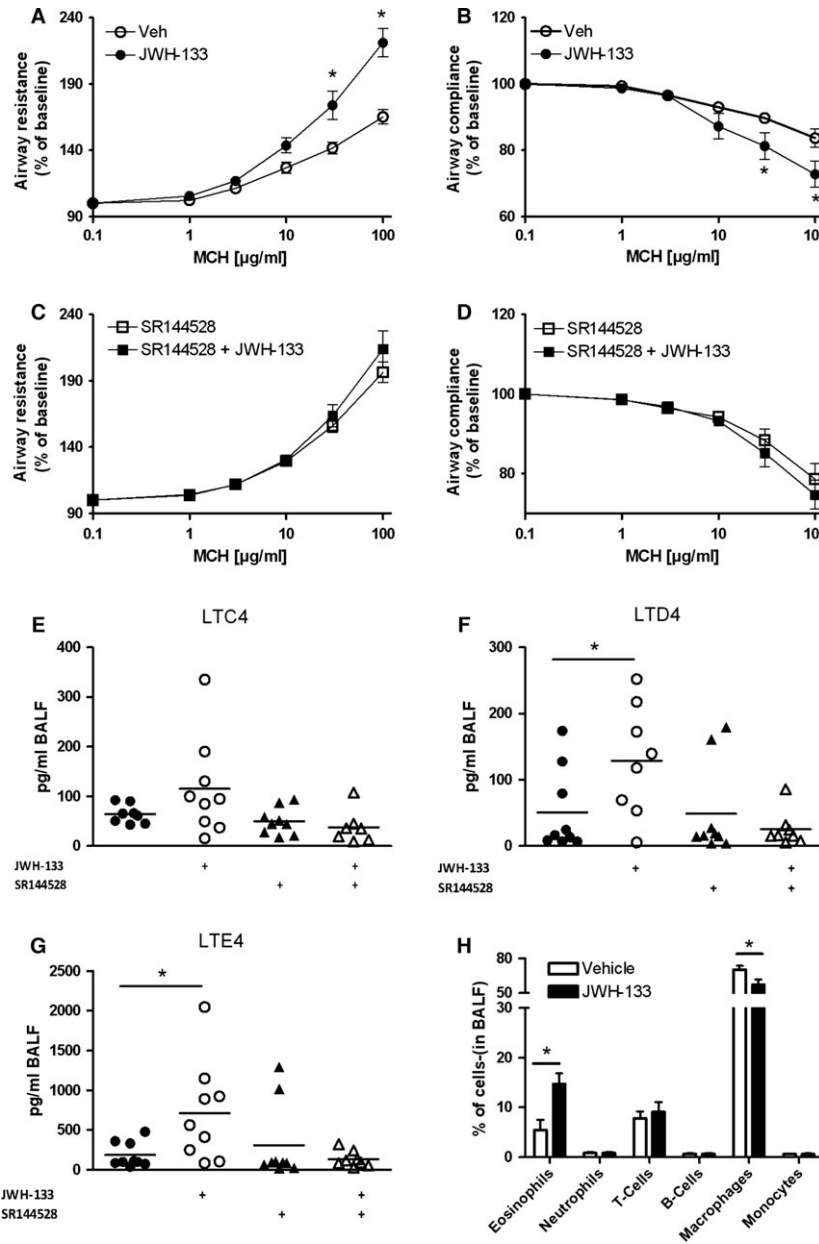 A
Veh
JWH-133
Airway resistance
(% of baseline)
240
190
140
90
*
*
0.1
1
10
100
MCH [µg/ml]
B
Veh
JWH-133
Airway compliance
(% of baseline)
120
100
80
60
*
*
0.1
1
10
MCH [µg/ml]
C
SR144528
SR144528 + JWH-133
Airway resistance
(% of baseline)
240
190
140
90
0.1
1
10
100
MCH [µg/ml]
D
SR144528
SR144528 + JWH-133
Airway compliance
(% of baseline)
120
100
80
0.1
1
10
MCH [µg/ml]
E
LTC4
pg/ml BALF
400
300
200
100
0
JWH-133 + +
SR144528 + +
F
LTD4
*
pg/ml BALF
300
200
100
0
JWH-133 + +
SR144528 + +
G
LTE4
*
pg/ml BALF
2500
2000
1500
1000
500
0
JWH-133 + +
SR144528 + +
H
Vehicle
JWH-133
*
*
% of cells-(in BALF)
80
50
30
20
10
0
Eosinophils
Neutrophils
T-Cells
B-Cells
Macrophages
Monocytes